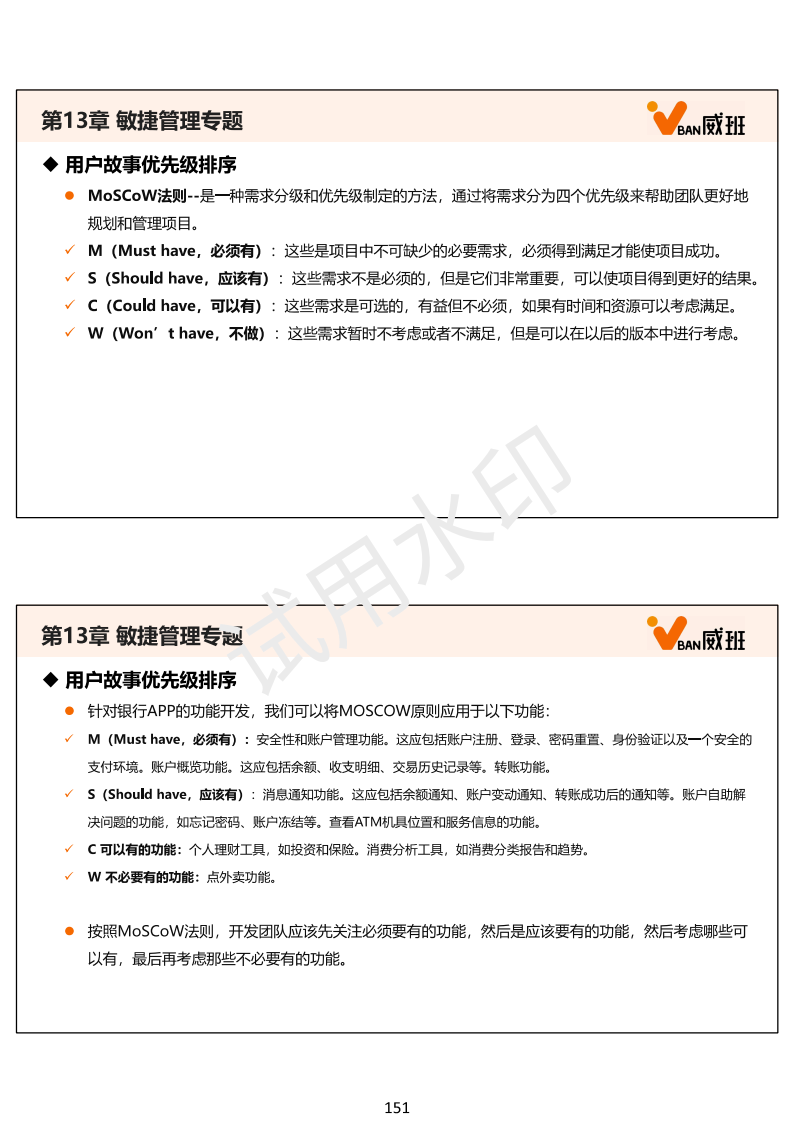 第13章 敏捷管理专题
VBAN威班
◆ 用户故事优先级排序
● MoSCoW法则--是一种需求分级和优先级制定的方法，通过将需求分为四个优先级来帮助团队更好地
规划和管理项目。
✓ M（Must have，必须有）：这些是项目中不可缺少的必要需求，必须得到满足才能使项目成功。
✓ S（Should have，应该有）：这些需求不是必须的，但是它们非常重要，可以使项目得到更好的结果。
✓ C（Could have，可以有）：这些需求是可选的，有益但不必须，如果有时间和资源可以考虑满足。
✓ W（Won’t have，不做）：这些需求暂时不考虑或者不满足，但是可以在以后的版本中进行考虑。
试用水印
第13章 敏捷管理专题
VBAN威班
◆ 用户故事优先级排序
● 针对银行APP的功能开发，我们可以将MOSCOW原则应用于以下功能：
✓ M（Must have，必须有）：安全性和账户管理功能。这应包括账户注册、登录、密码重置、身份验证以及一个安全的
支付环境。账户概览功能。这应包括余额、收支明细、交易历史记录等。转账功能。
✓ S（Should have，应该有）：消息通知功能。这应包括余额通知、账户变动通知、转账成功后的通知等。账户自助解
决问题的功能，如忘记密码、账户冻结等。查看ATM机具位置和服务信息的功能。
✓ C 可以有的功能：个人理财工具，如投资和保险。消费分析工具，如消费分类报告和趋势。
✓ W 不必要有的功能：点外卖功能。
● 按照MoSCoW法则，开发团队应该先关注必须要有的功能，然后是应该要有的功能，然后考虑哪些可
以有，最后再考虑那些不必要有的功能。
151